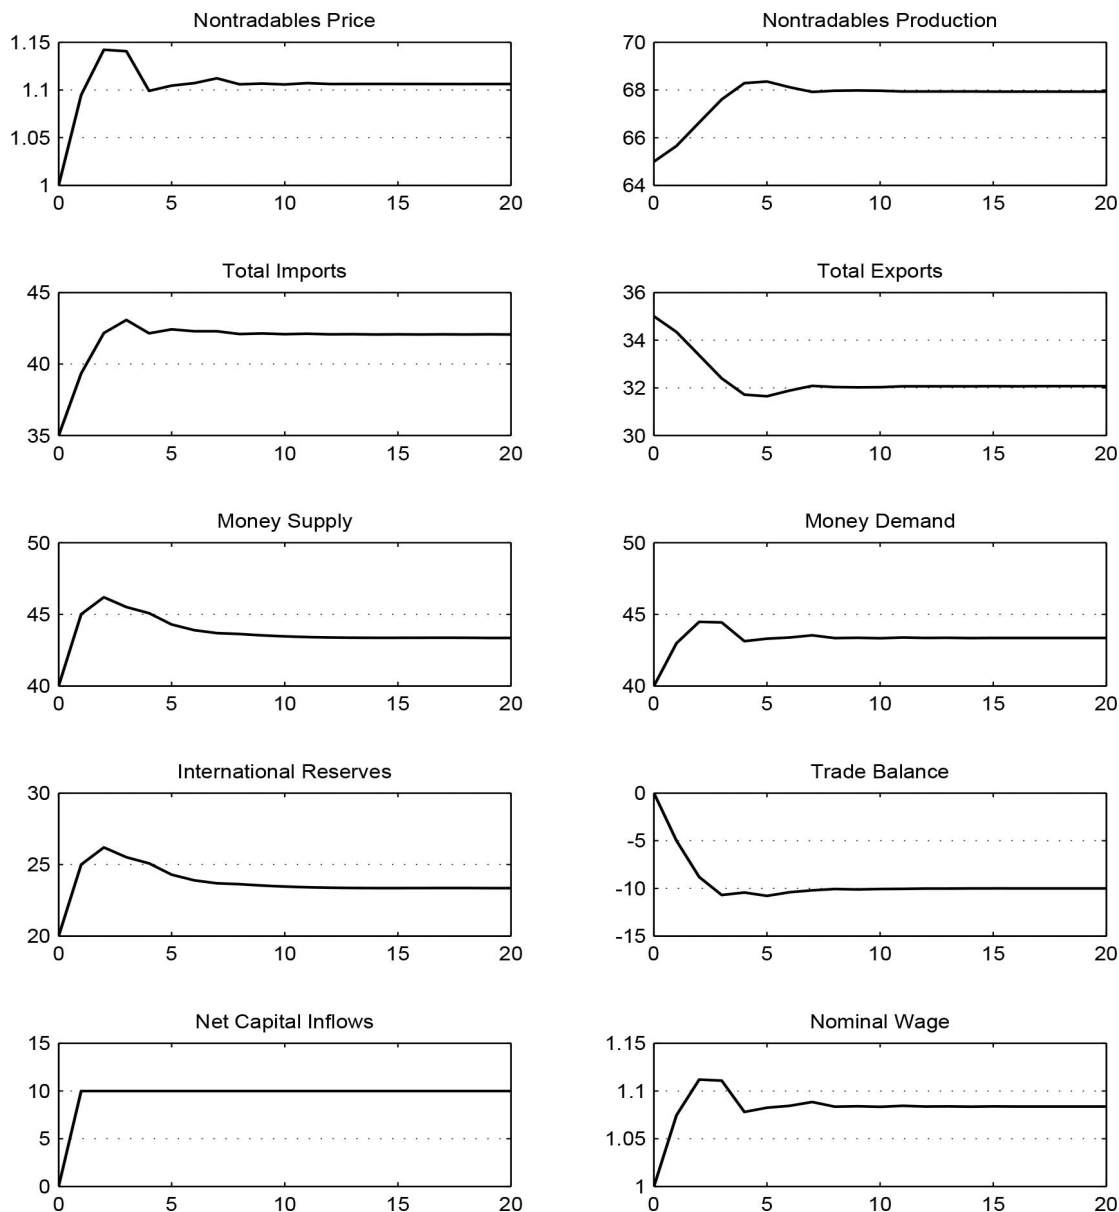 Nontradables Price
1.15
1.1
1.05
1
0 5 10 15 20
Nontradables Production
70
68
66
64
0 5 10 15 20
Total Imports
45
40
35
0 5 10 15 20
Total Exports
36
34
32
30
0 5 10 15 20
Money Supply
50
45
40
0 5 10 15 20
Money Demand
50
45
40
0 5 10 15 20
International Reserves
30
25
20
0 5 10 15 20
Trade Balance
0
-5
-10
-15
0 5 10 15 20
Net Capital Inflows
15
10
5
0
0 5 10 15 20
Nominal Wage
1.15
1.1
1.05
1
0 5 10 15 20